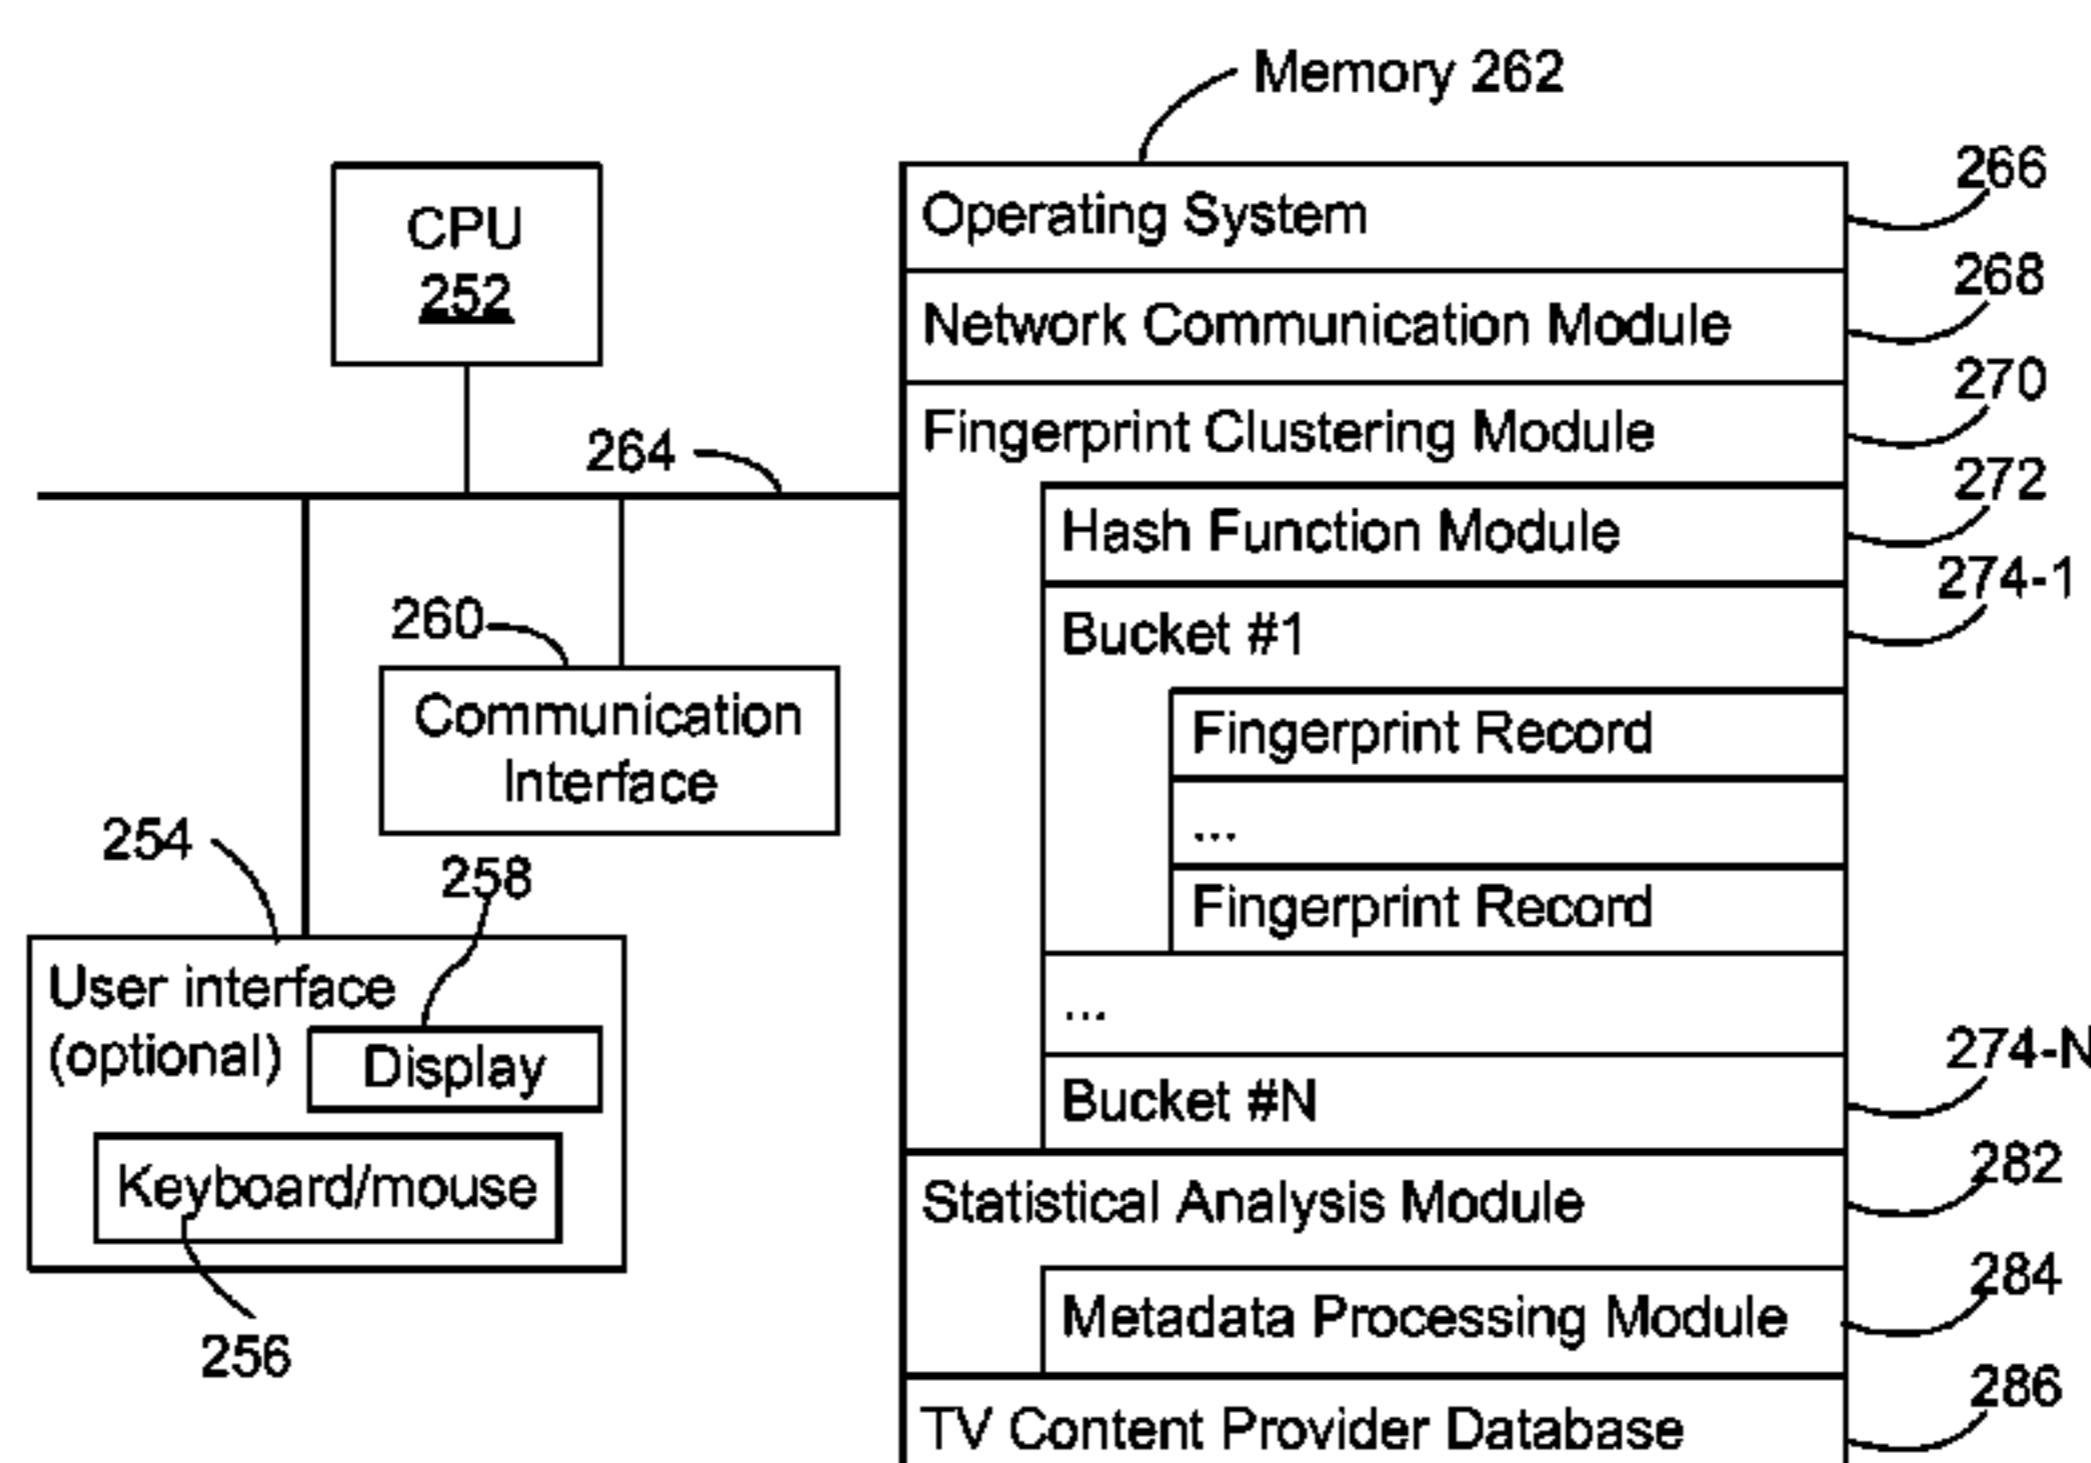 Memory 262
CPU
252
264
260
Communication
Interface
254
258
User interface
(optional)
Display
Keyboard/mouse
256
Operating System
266
Network Communication Module
268
Fingerprint Clustering Module
270
Hash Function Module
272
Bucket #1
274-1
Fingerprint Record
...
Fingerprint Record
...
Bucket #N
274-N
Statistical Analysis Module
282
Metadata Processing Module
284
TV Content Provider Database
286